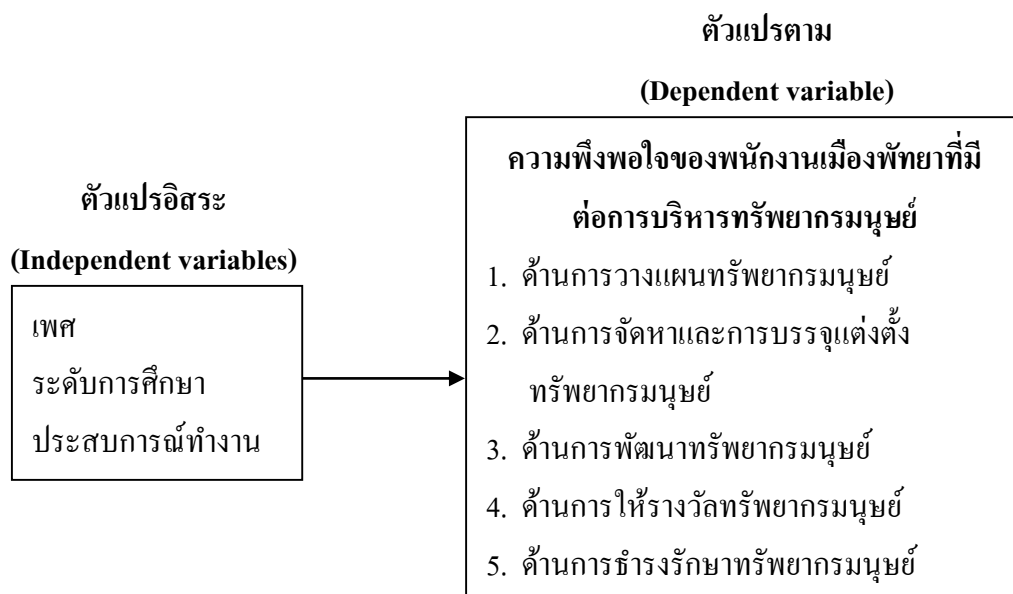 ตัวแปรอิสระ
(Independent variables)
เพศ
ระดับการศึกษา
ประสบการณ์ทำงาน
ตัวแปรตาม
(Dependent variable)
ความพึงพอใจของพนักงานเมืองพัทยาที่มี
ต่อการบริหารทรัพยากรมนุษย์
1. ด้านการวางแผนทรัพยากรมนุษย์
2. ด้านการจัดหาและการบรรจุแต่งตั้ง
ทรัพยากรมนุษย์
3. ด้านการพัฒนาทรัพยากรมนุษย์
4. ด้านการให้รางวัลทรัพยากรมนุษย์
5. ด้านการธำรงรักษาทรัพยากรมนุษย์